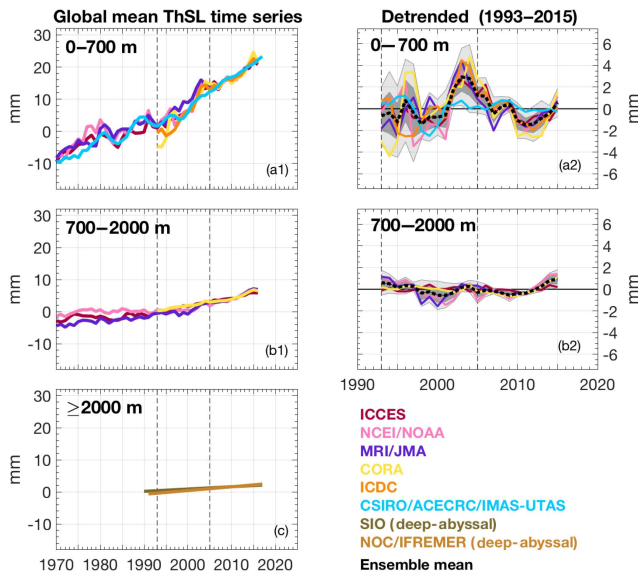 Global mean ThSL time series
Detrended (1993–2015)
0–700 m
30
20
10
0
-10
mm
(a1)
0–700 m
6
4
2
0
-2
-4
-6
mm
(a2)
700–2000 m
30
20
10
0
-10
mm
(b1)
700–2000 m
6
4
2
0
-2
-4
-6
mm
(b2)
1990 2000 2010 2020
≥2000 m
30
20
10
0
-10
mm
(c)
1970 1980 1990 2000 2010 2020
ICCES
NCEI/NOAA
MRI/JMA
CORA
ICDC
CSIRO/ACECRC/IMAS-UTAS
SIO (deep-abyssal)
NOC/IFREMER (deep-abyssal)
Ensemble mean